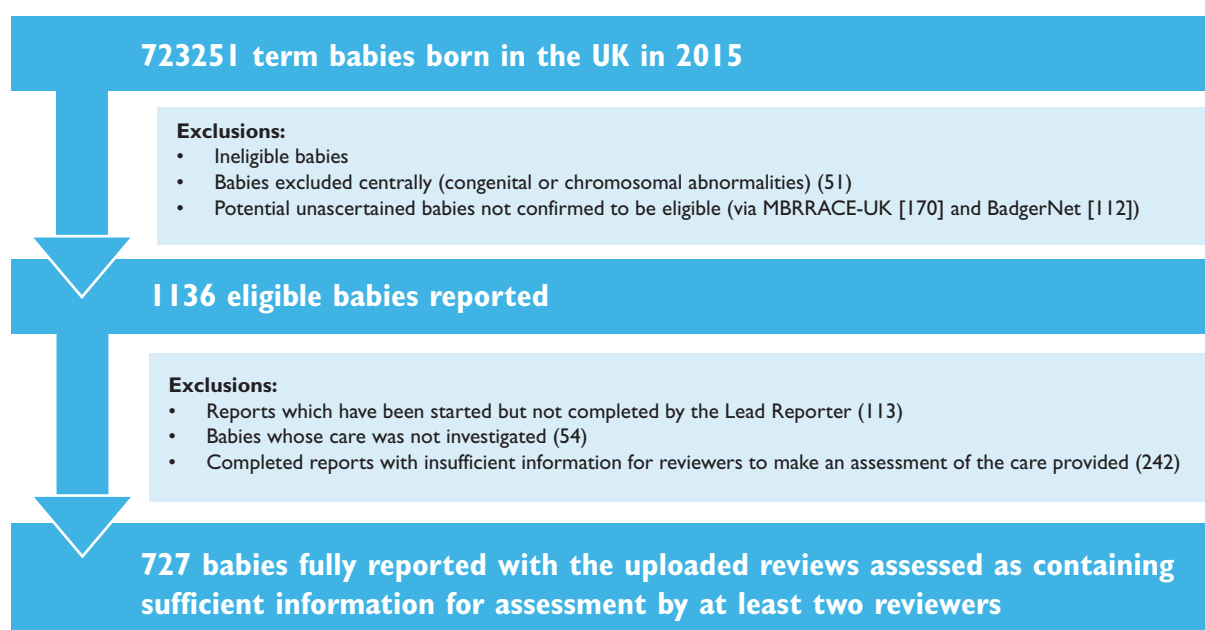 723251 term babies born in the UK in 2015
Exclusions:
• Ineligible babies
• Babies excluded centrally (congenital or chromosomal abnormalities) (51)
• Potential unascertained babies not confirmed to be eligible (via MBRRACE-UK [170] and BadgerNet [112])
1136 eligible babies reported
Exclusions:
• Reports which have been started but not completed by the Lead Reporter (113)
• Babies whose care was not investigated (54)
• Completed reports with insufficient information for reviewers to make an assessment of the care provided (242)
727 babies fully reported with the uploaded reviews assessed as containing
sufficient information for assessment by at least two reviewers